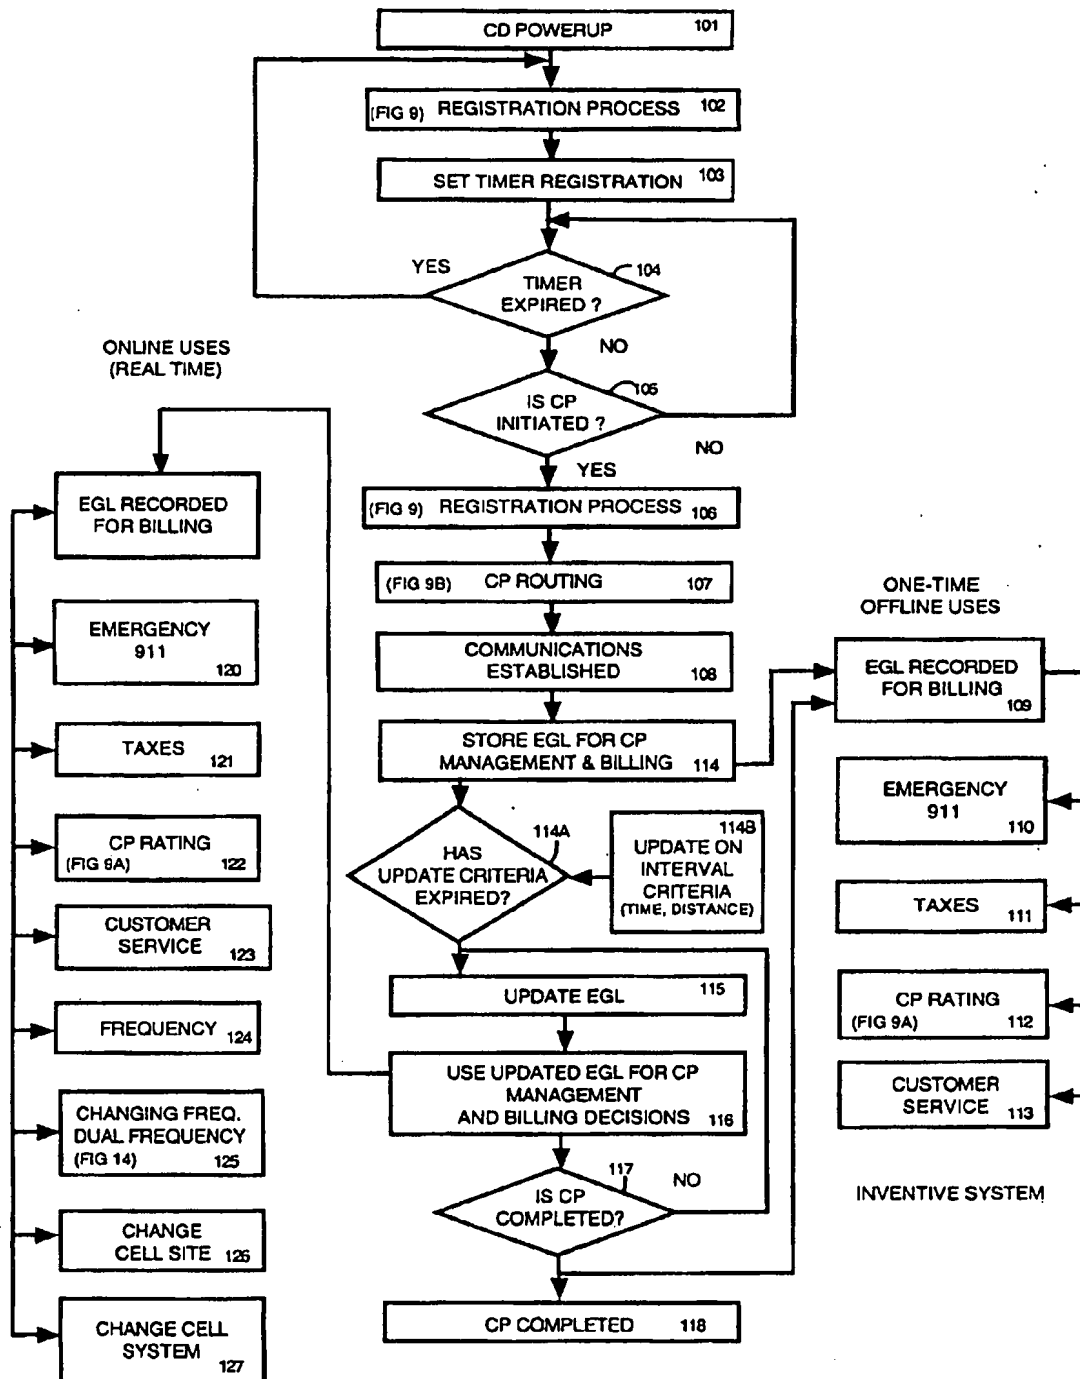 CD POWERUP 101
(FIG 9) REGISTRATION PROCESS 102
SET TIMER REGISTRATION 103
YES
104
TIMER
EXPIRED ?
NO
105
IS CP
INITIATED ?
NO
YES
(FIG 9) REGISTRATION PROCESS 106
(FIG 9B) CP ROUTING 107
COMMUNICATIONS
ESTABLISHED 108
STORE EGL FOR CP
MANAGEMENT & BILLING 114
114A
HAS
UPDATE CRITERIA
EXPIRED?
114B
UPDATE ON
INTERVAL
CRITERIA
(TIME, DISTANCE)
UPDATE EGL 115
USE UPDATED EGL FOR CP
MANAGEMENT
AND BILLING DECISIONS 116
117
IS CP
COMPLETED?
NO
CP COMPLETED 118
ONLINE USES
(REAL TIME)
EGL RECORDED
FOR BILLING
EMERGENCY
911
120
TAXES
121
CP RATING
(FIG 9A) 122
CUSTOMER
SERVICE 123
FREQUENCY 124
CHANGING FREQ.
DUAL FREQUENCY
(FIG 14) 125
CHANGE
CELL SITE 126
CHANGE CELL
SYSTEM
127
ONE-TIME
OFFLINE USES
EGL RECORDED
FOR BILLING
109
EMERGENCY
911
110
TAXES 111
CP RATING
(FIG 9A) 112
CUSTOMER
SERVICE 113
INVENTIVE SYSTEM